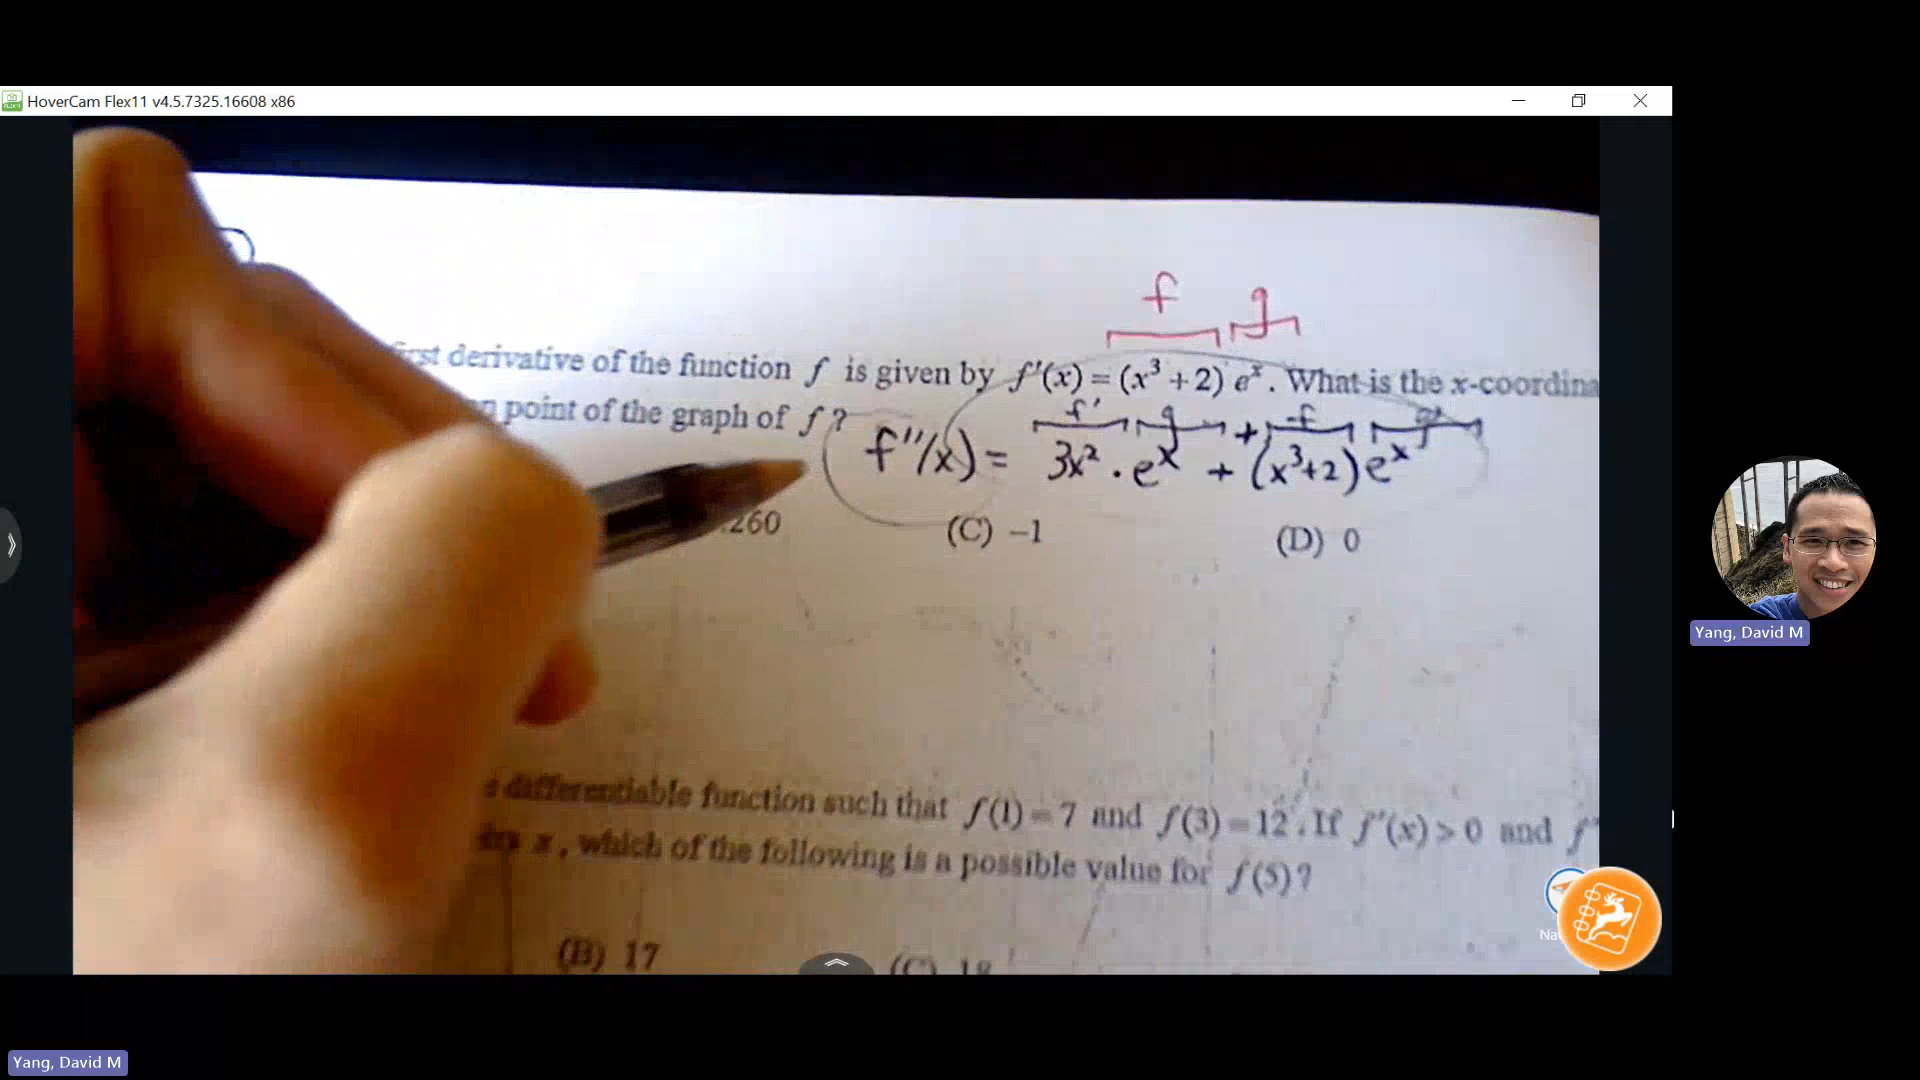 HoverCam Flex11 v4.5.7325.16608 x86
f g
first derivative of the function f is given by f'(x) = (x³ + 2) eˣ. What is the x-coordina
point of the graph of f ?
f' g + f g'
f''(x) = 3x² · eˣ + (x³+2) eˣ
.260 (C) −1 (D) 0
differentiable function such that f(1) = 7 and f(3) = 12. If f'(x) > 0 and f''
x, which of the following is a possible value for f(5)?
(B) 17 (C) 18
Yang, David M
Yang, David M